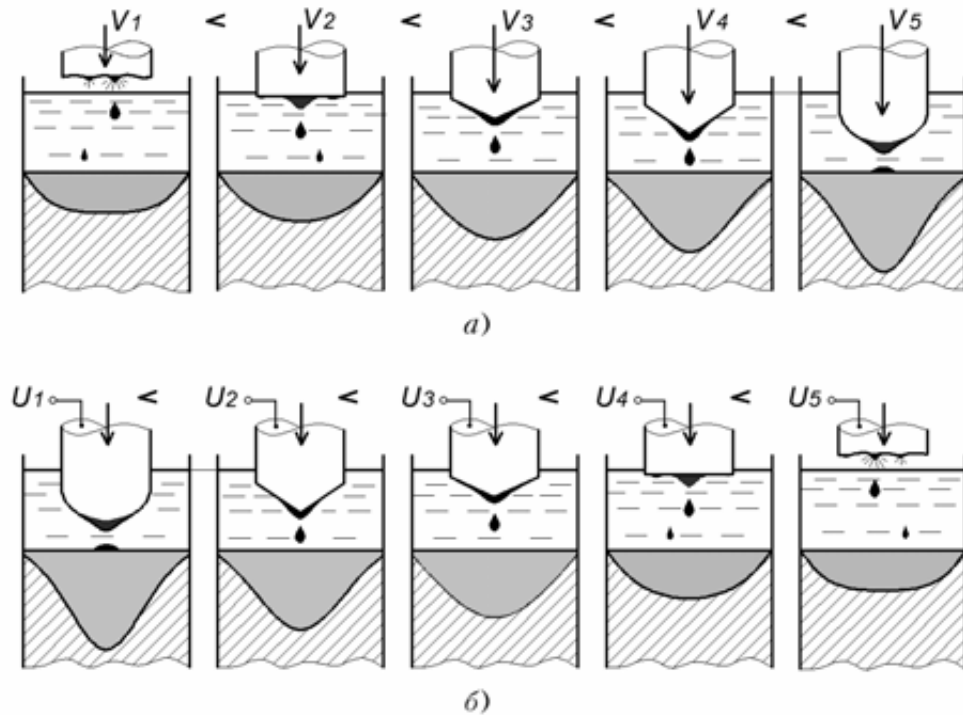 V1 < V2 < V3 < V4 < V5
а)
U1 < U2 < U3 < U4 < U5
б)